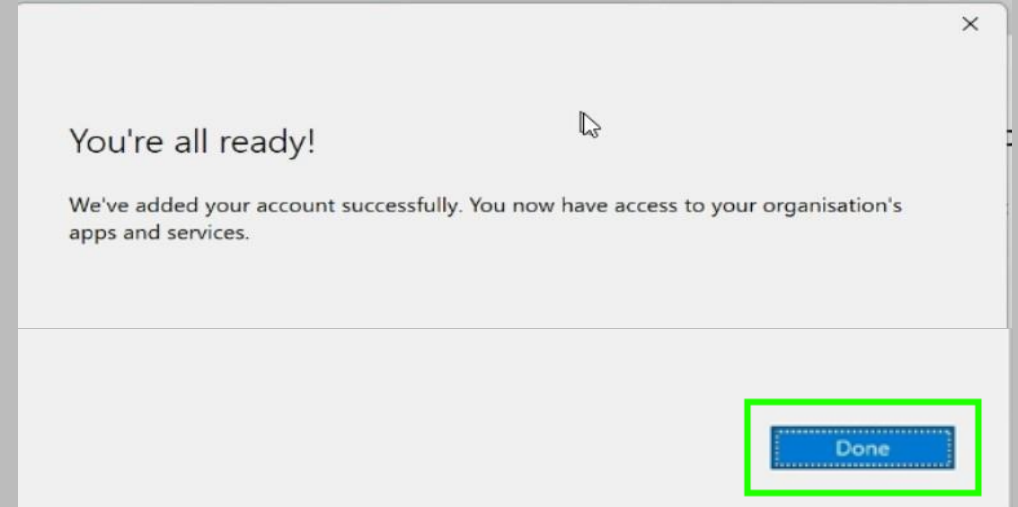 You're all ready!
We've added your account successfully. You now have access to your organisation's
apps and services.
Done